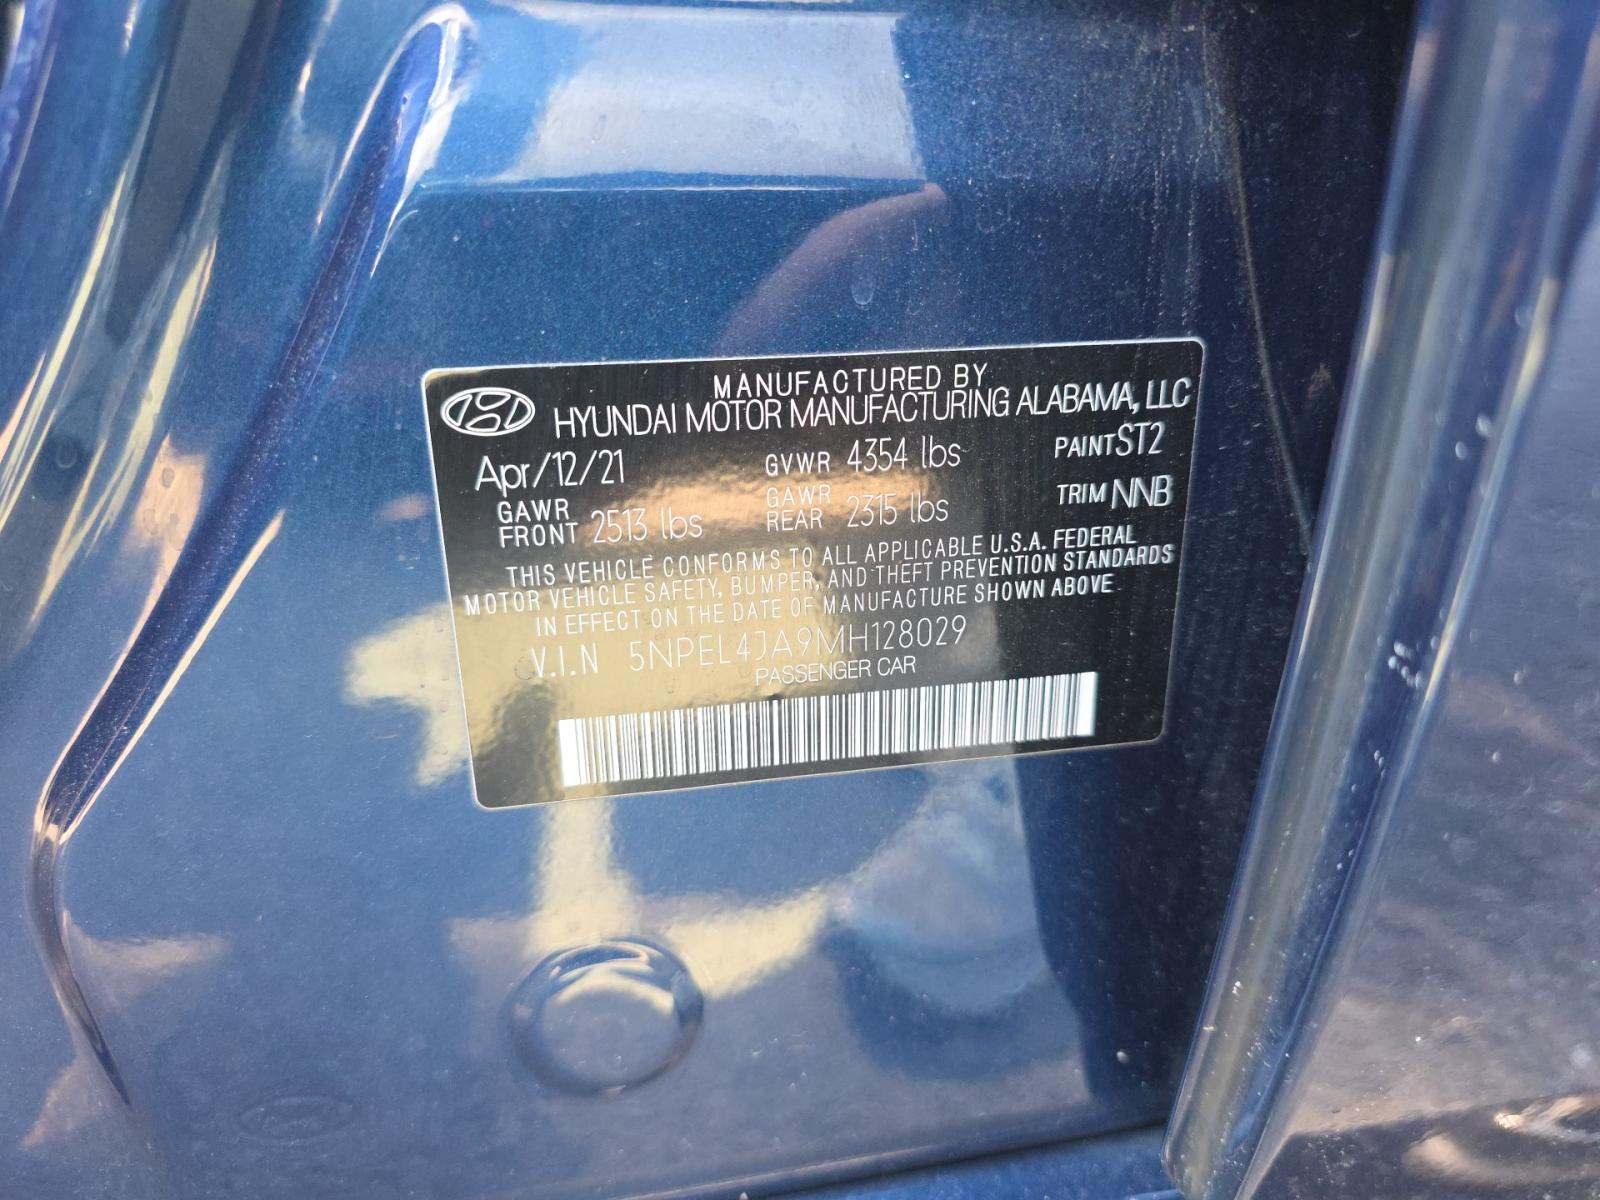 MANUFACTURED BY
HYUNDAI MOTOR MANUFACTURING ALABAMA, LLC
Apr/12/21 GVWR 4354 lbs PAINT ST2
GAWR FRONT 2513 lbs GAWR REAR 2315 lbs TRIM NNB
THIS VEHICLE CONFORMS TO ALL APPLICABLE U.S.A. FEDERAL
MOTOR VEHICLE SAFETY, BUMPER, AND THEFT PREVENTION STANDARDS
IN EFFECT ON THE DATE OF MANUFACTURE SHOWN ABOVE
V.I.N 5NPEL4JA9MH128029
PASSENGER CAR